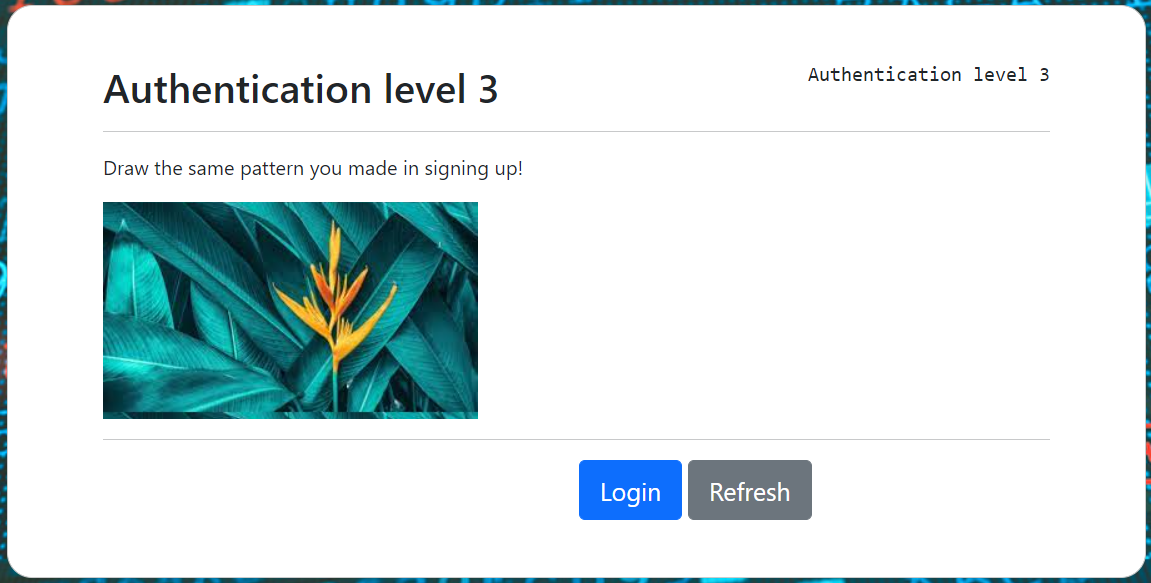 Authentication level 3
Authentication level 3
Draw the same pattern you made in signing up!
Login Refresh